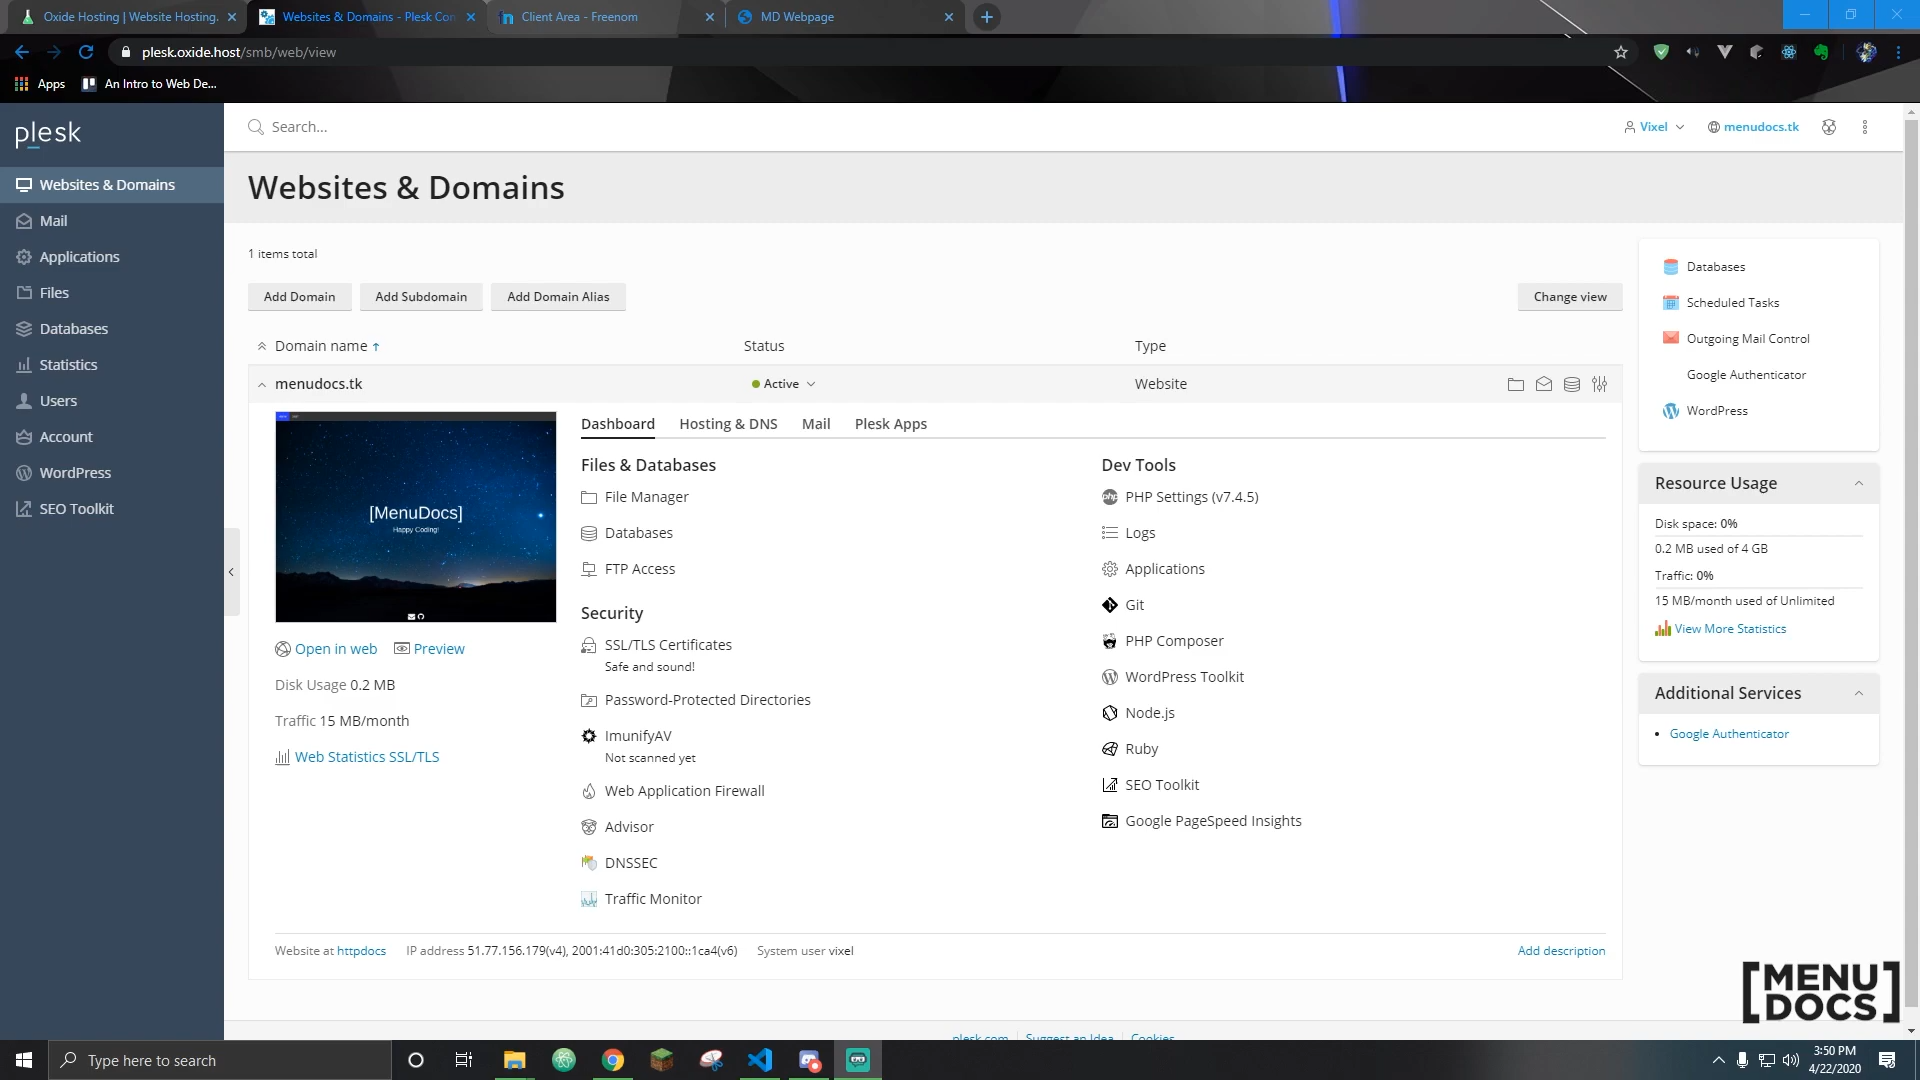 Oxide Hosting | Website Hosting.
Websites & Domains - Plesk Con
Client Area - Freenom
MD Webpage
plesk.oxide.host/smb/web/view
Apps
An Intro to Web De...
plesk
Search...
Vixel
menudocs.tk
Websites & Domains
Mail
Applications
Files
Databases
Statistics
Users
Account
WordPress
SEO Toolkit
Websites & Domains
1 items total
Add Domain
Add Subdomain
Add Domain Alias
Change view
Domain name
Status
Type
menudocs.tk
Active
Website
[MenuDocs]
Happy Coding!
Open in web
Preview
Disk Usage 0.2 MB
Traffic 15 MB/month
Web Statistics SSL/TLS
Dashboard
Hosting & DNS
Mail
Plesk Apps
Files & Databases
File Manager
Databases
FTP Access
Security
SSL/TLS Certificates
Safe and sound!
Password-Protected Directories
ImunifyAV
Not scanned yet
Web Application Firewall
Advisor
DNSSEC
Traffic Monitor
Dev Tools
PHP Settings (v7.4.5)
Logs
Applications
Git
PHP Composer
WordPress Toolkit
Node.js
Ruby
SEO Toolkit
Google PageSpeed Insights
Website at httpdocs
IP address 51.77.156.179(v4), 2001:41d0:305:2100::1ca4(v6)
System user vixel
Add description
Databases
Scheduled Tasks
Outgoing Mail Control
Google Authenticator
WordPress
Resource Usage
Disk space: 0%
0.2 MB used of 4 GB
Traffic: 0%
15 MB/month used of Unlimited
View More Statistics
Additional Services
Google Authenticator
[MENU
DOCS]
plesk.com
Suggest an Idea
Cookies
Type here to search
3:50 PM
4/22/2020